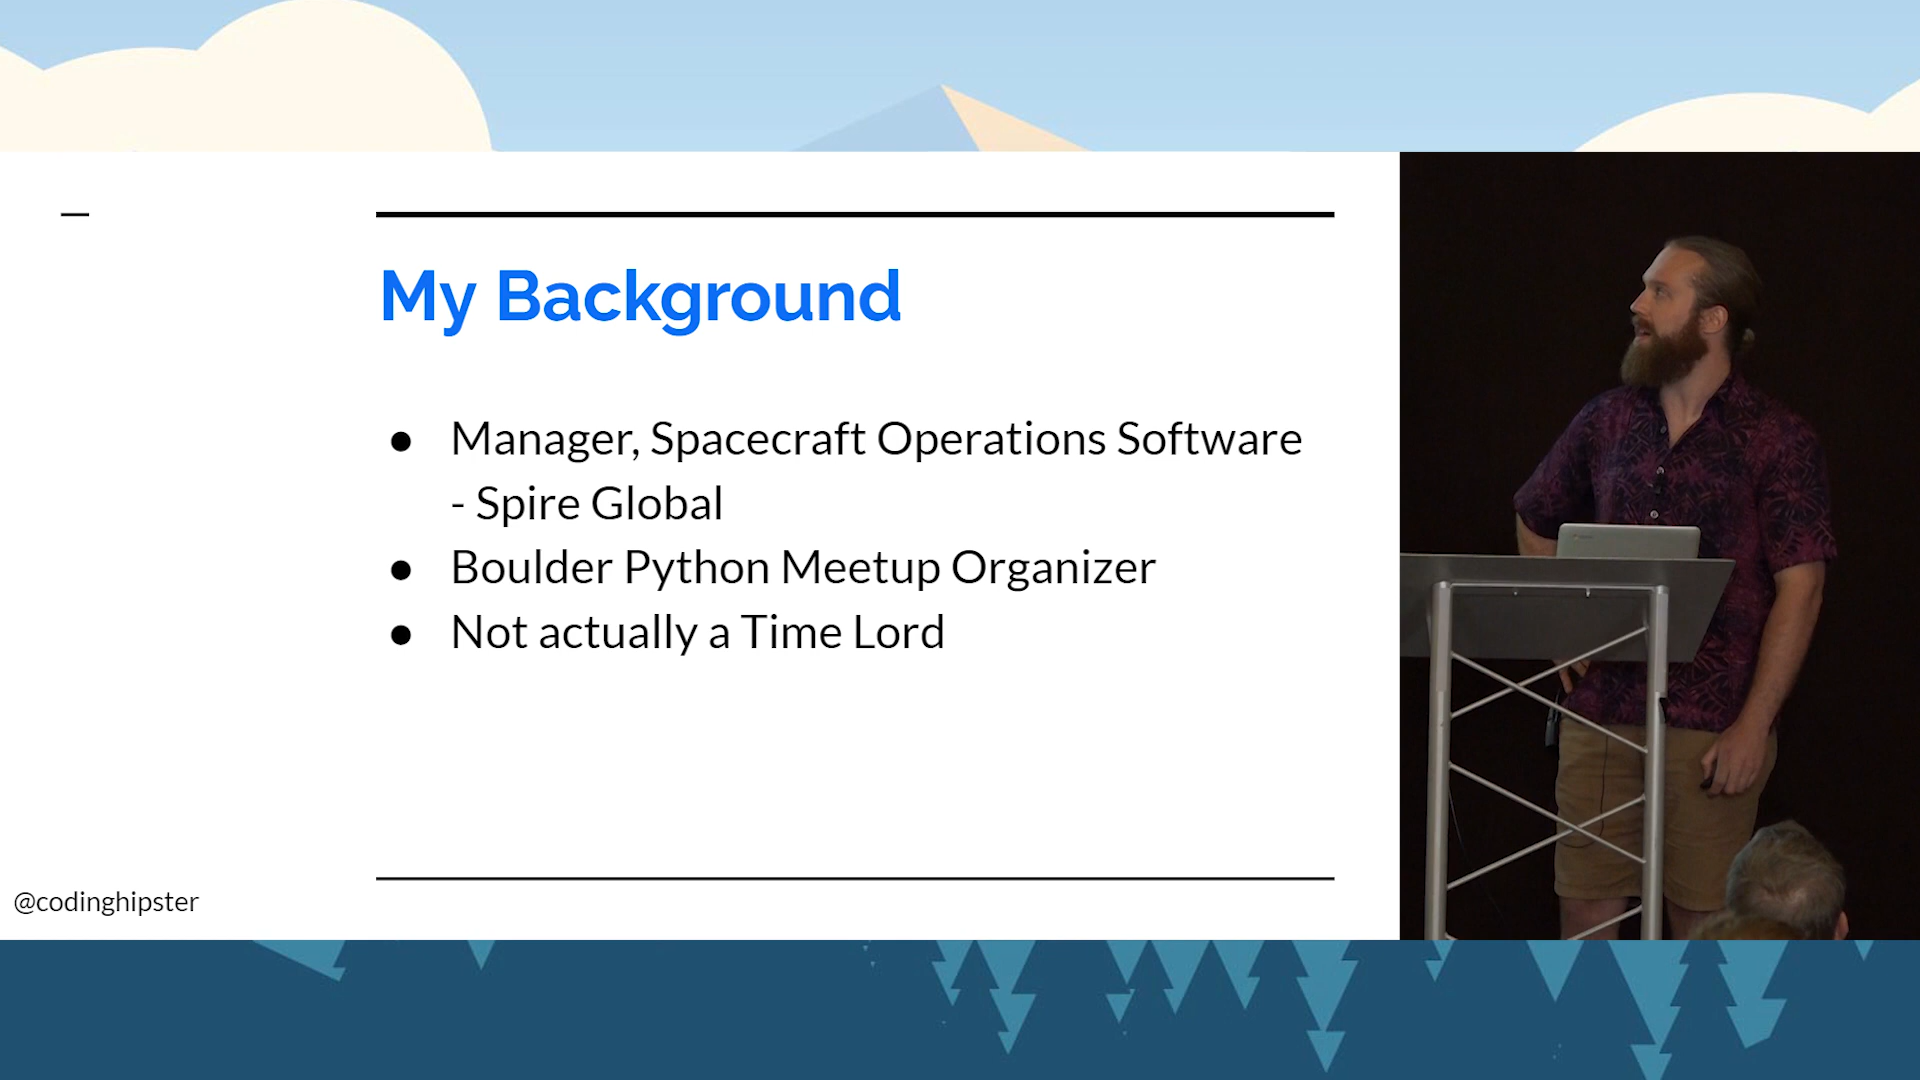 My Background
● Manager, Spacecraft Operations Software
- Spire Global
● Boulder Python Meetup Organizer
● Not actually a Time Lord
@codinghipster